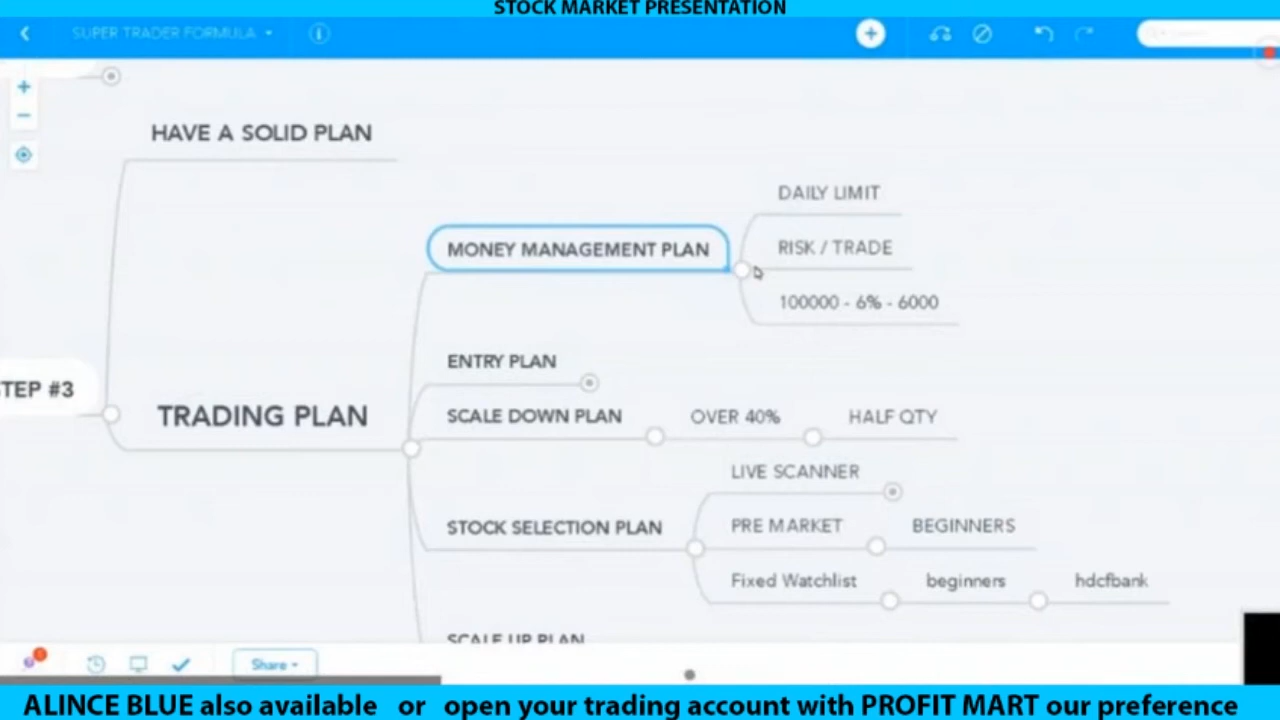 STOCK MARKET PRESENTATION
SUPER TRADER FORMULA
HAVE A SOLID PLAN
DAILY LIMIT
MONEY MANAGEMENT PLAN
RISK / TRADE
100000 - 6% - 6000
ENTRY PLAN
TEP #3
TRADING PLAN
SCALE DOWN PLAN
OVER 40%
HALF QTY
LIVE SCANNER
STOCK SELECTION PLAN
PRE MARKET
BEGINNERS
Fixed Watchlist
beginners
hdcfbank
SCALE UP PLAN
Share
ALINCE BLUE also available or open your trading account with PROFIT MART our preference